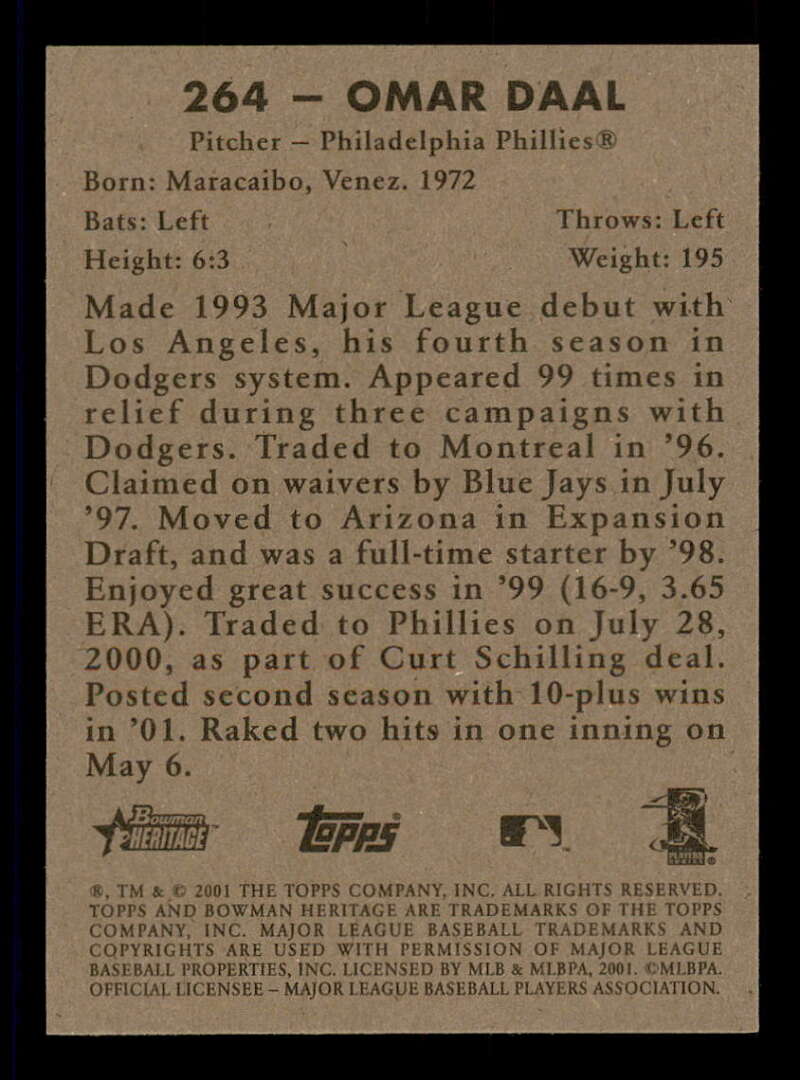 264 – OMAR DAAL
Pitcher – Philadelphia Phillies®
Born: Maracaibo, Venez. 1972
Bats: Left Throws: Left
Height: 6:3 Weight: 195
Made 1993 Major League debut with
Los Angeles, his fourth season in
Dodgers system. Appeared 99 times in
relief during three campaigns with
Dodgers. Traded to Montreal in ’96.
Claimed on waivers by Blue Jays in July
’97. Moved to Arizona in Expansion
Draft, and was a full-time starter by ’98.
Enjoyed great success in ’99 (16-9, 3.65
ERA). Traded to Phillies on July 28,
2000, as part of Curt Schilling deal.
Posted second season with 10-plus wins
in ’01. Raked two hits in one inning on
May 6.
Bowman HERITAGE™ Topps ™ PLAYERS CHOICE ®
®, TM & © 2001 THE TOPPS COMPANY, INC. ALL RIGHTS RESERVED.
TOPPS AND BOWMAN HERITAGE ARE TRADEMARKS OF THE TOPPS
COMPANY, INC. MAJOR LEAGUE BASEBALL TRADEMARKS AND
COPYRIGHTS ARE USED WITH PERMISSION OF MAJOR LEAGUE
BASEBALL PROPERTIES, INC. LICENSED BY MLB & MLBPA, 2001. ©MLBPA.
OFFICIAL LICENSEE – MAJOR LEAGUE BASEBALL PLAYERS ASSOCIATION.